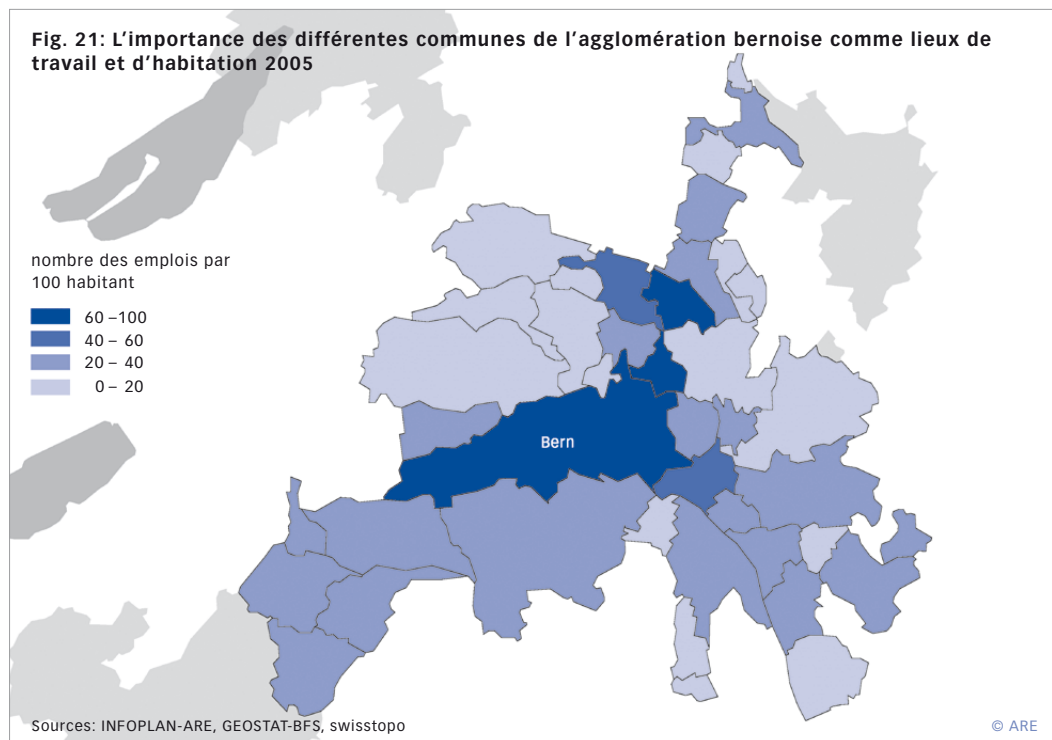 Fig. 21: L'importance des différentes communes de l'agglomération bernoise comme lieux de
travail et d'habitation 2005
nombre des emplois par
100 habitant
60 – 100
40 – 60
20 – 40
0 – 20
Bern
Sources: INFOPLAN-ARE, GEOSTAT-BFS, swisstopo
© ARE